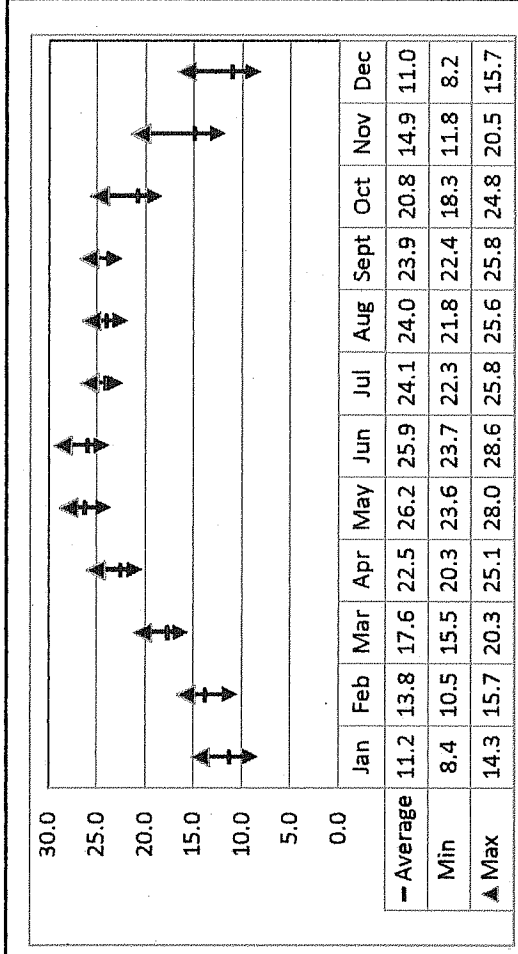 30.0
25.0
20.0
15.0
10.0
5.0
0.0
Jan Feb Mar Apr May Jun Jul Aug Sept Oct Nov Dec
Average 11.2 13.8 17.6 22.5 26.2 25.9 24.1 24.0 23.9 20.8 14.9 11.0
Min 8.4 10.5 15.5 20.3 23.6 23.7 22.3 21.8 22.4 18.3 11.8 8.2
Max 14.3 15.7 20.3 25.1 28.0 28.6 25.8 25.6 25.8 24.8 20.5 15.7